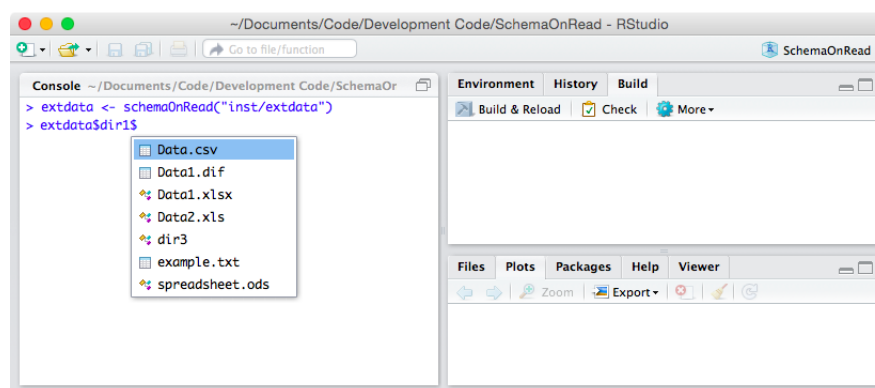 ~/Documents/Code/Development Code/SchemaOnRead - RStudio
Go to file/function
SchemaOnRead
Console ~/Documents/Code/Development Code/SchemaOr
> extdata <- schemaOnRead("inst/extdata")
> extdata$dir1$
Data.csv
Data1.dif
Data1.xlsx
Data2.xls
dir3
example.txt
spreadsheet.ods
Environment History Build
Build & Reload Check More
Files Plots Packages Help Viewer
Zoom Export